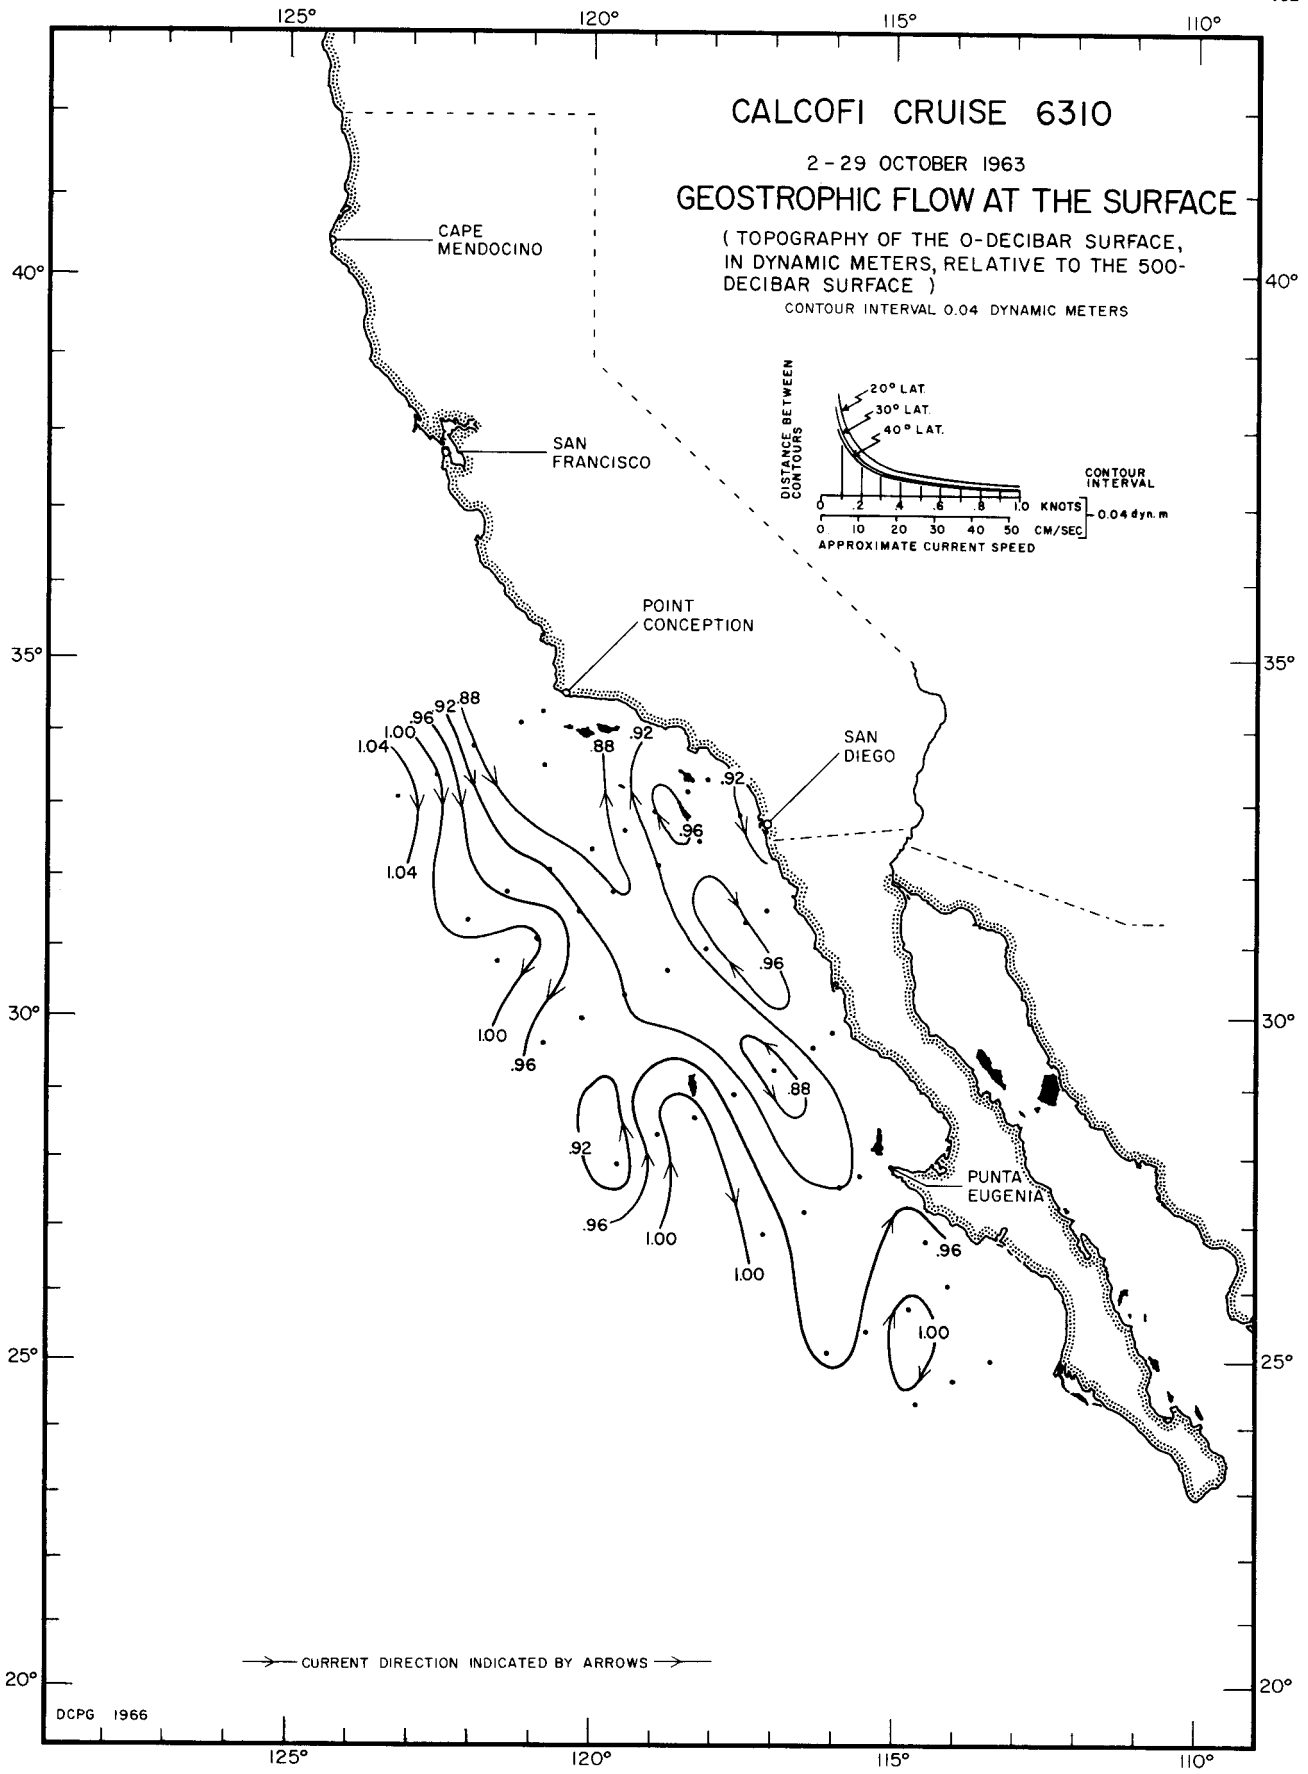 125°
120°
115°
110°
CALCOFI CRUISE 6310
2-29 OCTOBER 1963
GEOSTROPHIC FLOW AT THE SURFACE
( TOPOGRAPHY OF THE 0-DECIBAR SURFACE,
IN DYNAMIC METERS, RELATIVE TO THE 500-
DECIBAR SURFACE )
CONTOUR INTERVAL 0.04 DYNAMIC METERS
CAPE
MENDOCINO
40°
40°
DISTANCE BETWEEN
CONTOURS
20° LAT.
30° LAT.
40° LAT.
CONTOUR
INTERVAL
0 .2 .4 .6 .8 1.0 KNOTS
0.04 dyn. m
0 10 20 30 40 50 CM/SEC
APPROXIMATE CURRENT SPEED
SAN
FRANCISCO
POINT
CONCEPTION
35°
35°
SAN
DIEGO
1.04
1.00
.96
.92
.88
.88
.92
.92
.96
1.04
.96
30°
30°
1.00
.96
.88
.92
.96
1.00
1.00
PUNTA
EUGENIA
.96
1.00
25°
25°
CURRENT DIRECTION INDICATED BY ARROWS
20°
20°
DCPG 1966
125°
120°
115°
110°